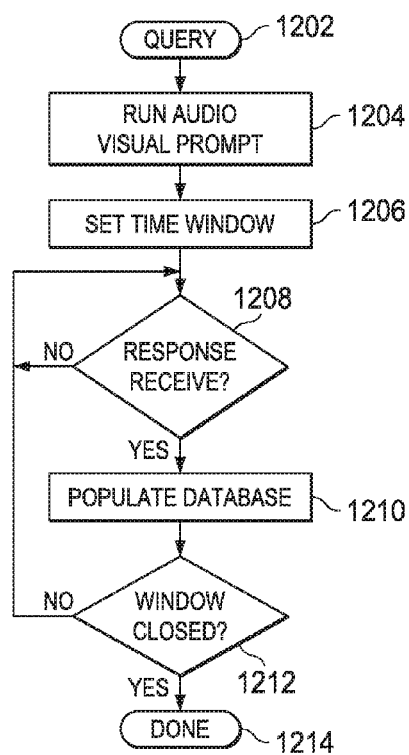 QUERY
1202
RUN AUDIO
VISUAL PROMPT
1204
SET TIME WINDOW
1206
1208
NO
RESPONSE
RECEIVE?
YES
POPULATE DATABASE
1210
NO
WINDOW
CLOSED?
1212
YES
DONE
1214